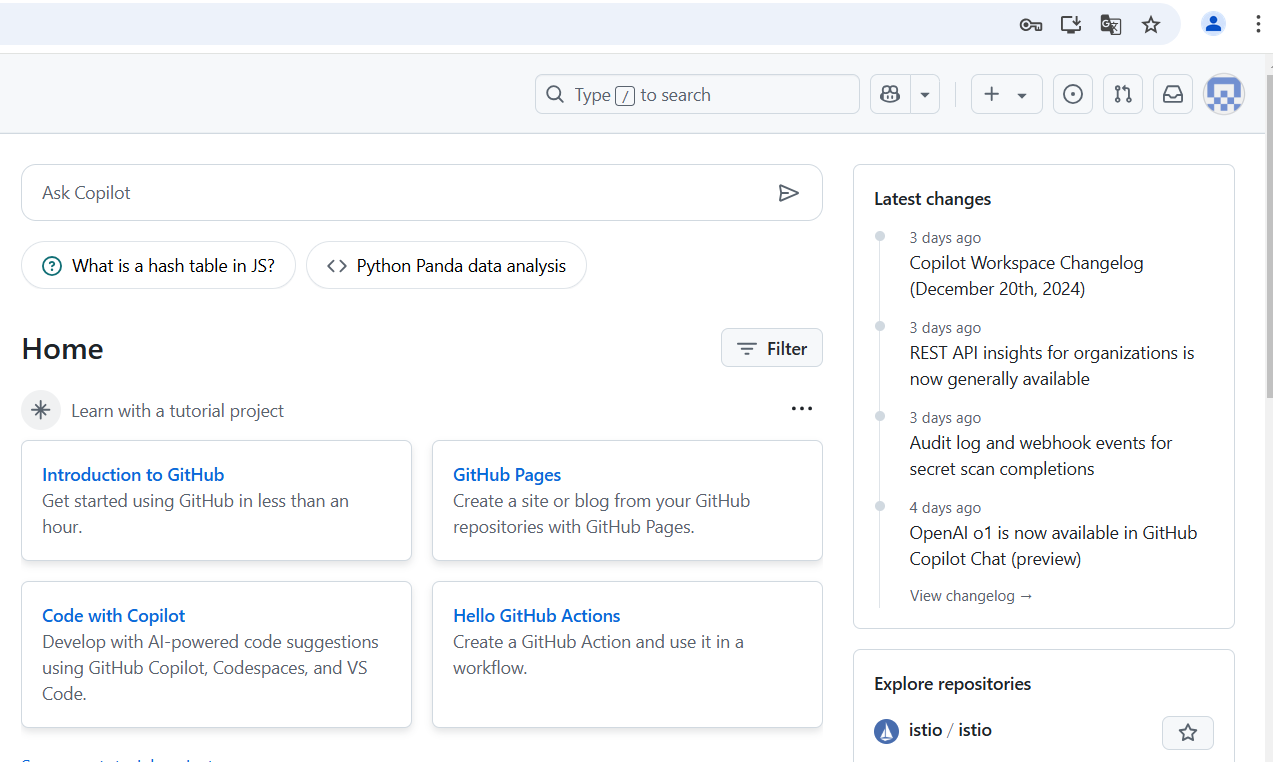 Type / to search
Ask Copilot
What is a hash table in JS?
Python Panda data analysis
Home
Filter
Learn with a tutorial project
Introduction to GitHub
Get started using GitHub in less than an
hour.
GitHub Pages
Create a site or blog from your GitHub
repositories with GitHub Pages.
Code with Copilot
Develop with AI-powered code suggestions
using GitHub Copilot, Codespaces, and VS
Code.
Hello GitHub Actions
Create a GitHub Action and use it in a
workflow.
Latest changes
3 days ago
Copilot Workspace Changelog
(December 20th, 2024)
3 days ago
REST API insights for organizations is
now generally available
3 days ago
Audit log and webhook events for
secret scan completions
4 days ago
OpenAI o1 is now available in GitHub
Copilot Chat (preview)
View changelog →
Explore repositories
istio / istio